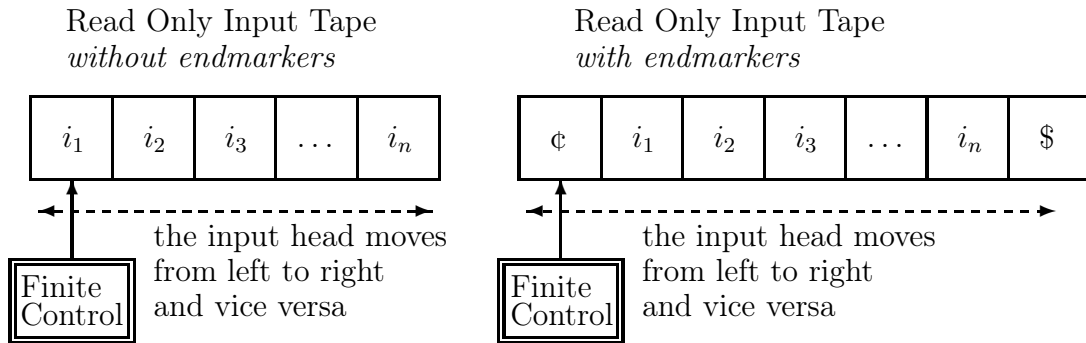 Read Only Input Tape
without endmarkers
i₁ i₂ i₃ … iₙ
the input head moves
from left to right
and vice versa
Finite
Control
Read Only Input Tape
with endmarkers
¢ i₁ i₂ i₃ … iₙ $
the input head moves
from left to right
and vice versa
Finite
Control